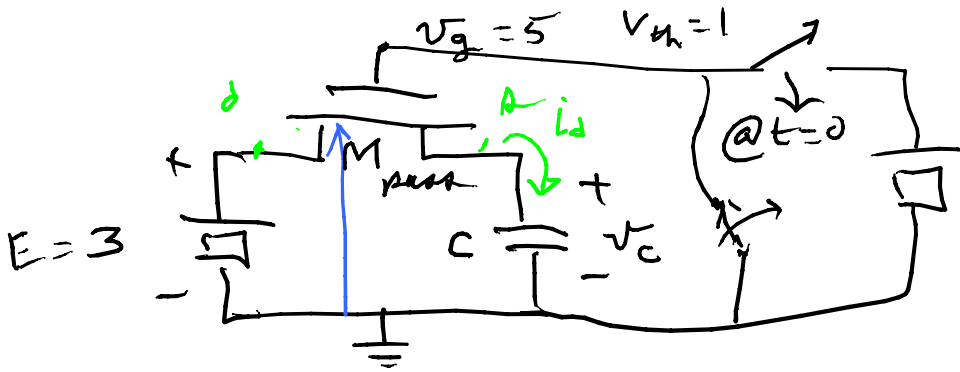 Vg = 5 Vth = 1
d s id
@ t = 0
+ M pass +
E = 3 C Vc
- -